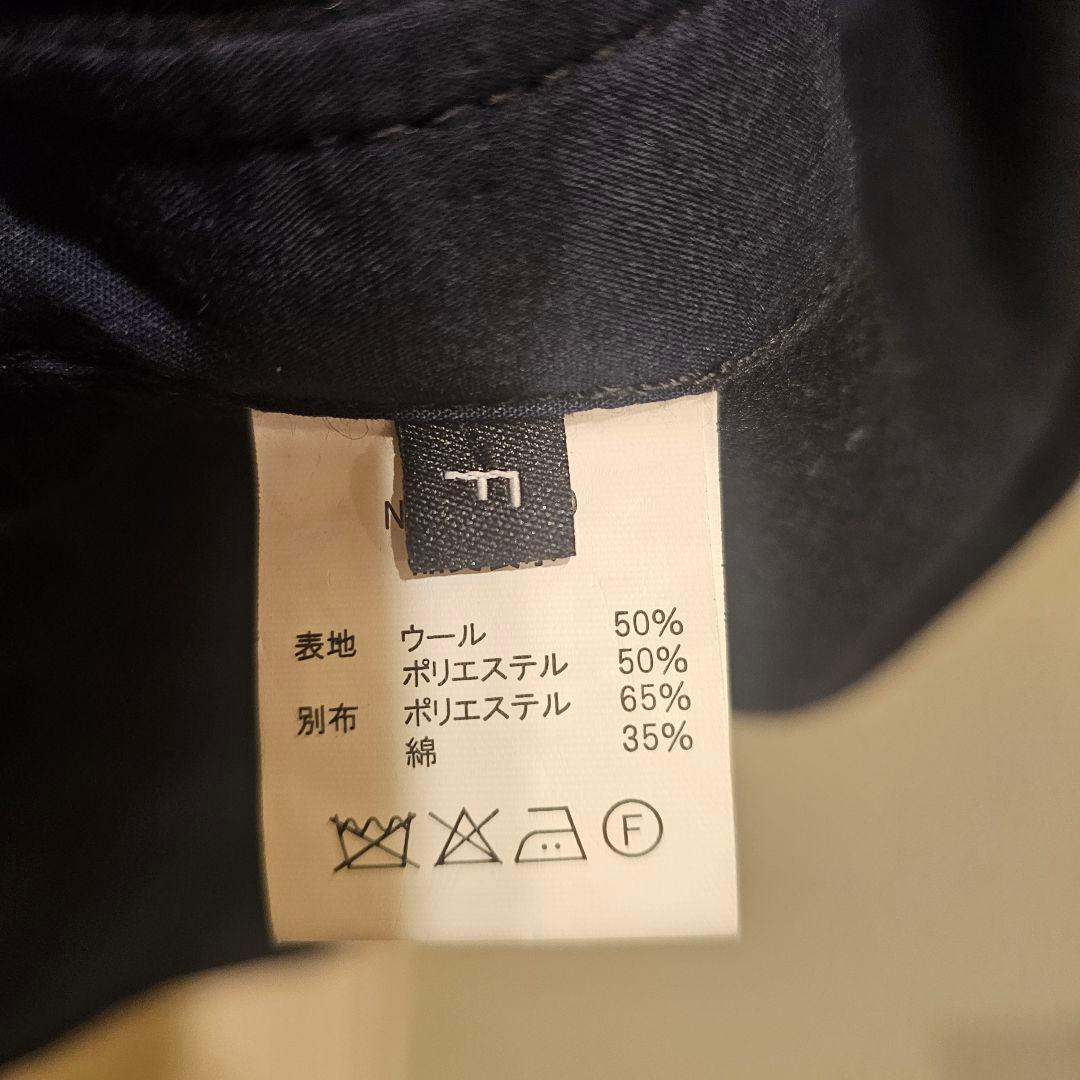 F
表地 ウール 50%
ポリエステル 50%
別布 ポリエステル 65%
綿 35%
F